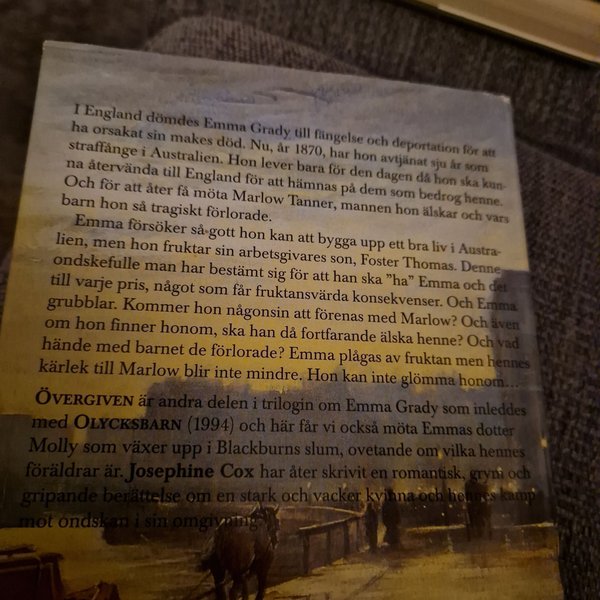 I England dömdes Emma Grady till fängelse och deportation för att
ha orsakat sin makes död. Nu, år 1870, har hon avtjänat sju år som
straffånge i Australien. Hon lever bara för den dagen då hon ska kun-
na återvända till England för att hämnas på dem som bedrog henne.
Och för att åter få möta Marlow Tanner, mannen hon älskar och vars
barn hon så tragiskt förlorade.
Emma försöker så gott hon kan att bygga upp ett bra liv i Austra-
lien, men hon fruktar sin arbetsgivares son, Foster Thomas. Denne
ondskefulle man har bestämt sig för att han ska "ha" Emma och det
till varje pris, något som får fruktansvärda konsekvenser. Och Emma
grubblar. Kommer hon någonsin att förenas med Marlow? Och även
om hon finner honom, ska han då fortfarande älska henne? Och vad
hände med barnet de förlorade? Emma plågas av fruktan men hennes
kärlek till Marlow blir inte mindre. Hon kan inte glömma honom...
ÖVERGIVEN är andra delen i trilogin om Emma Grady som inleddes
med OLYCKSBARN (1994) och här får vi också möta Emmas dotter
Molly som växer upp i Blackburns slum, ovetande om vilka hennes
föräldrar är. Josephine Cox har åter skrivit en romantisk, grym och
gripande berättelse om en stark och vacker kvinna och hennes kamp
mot ondskan i sin omgivning.